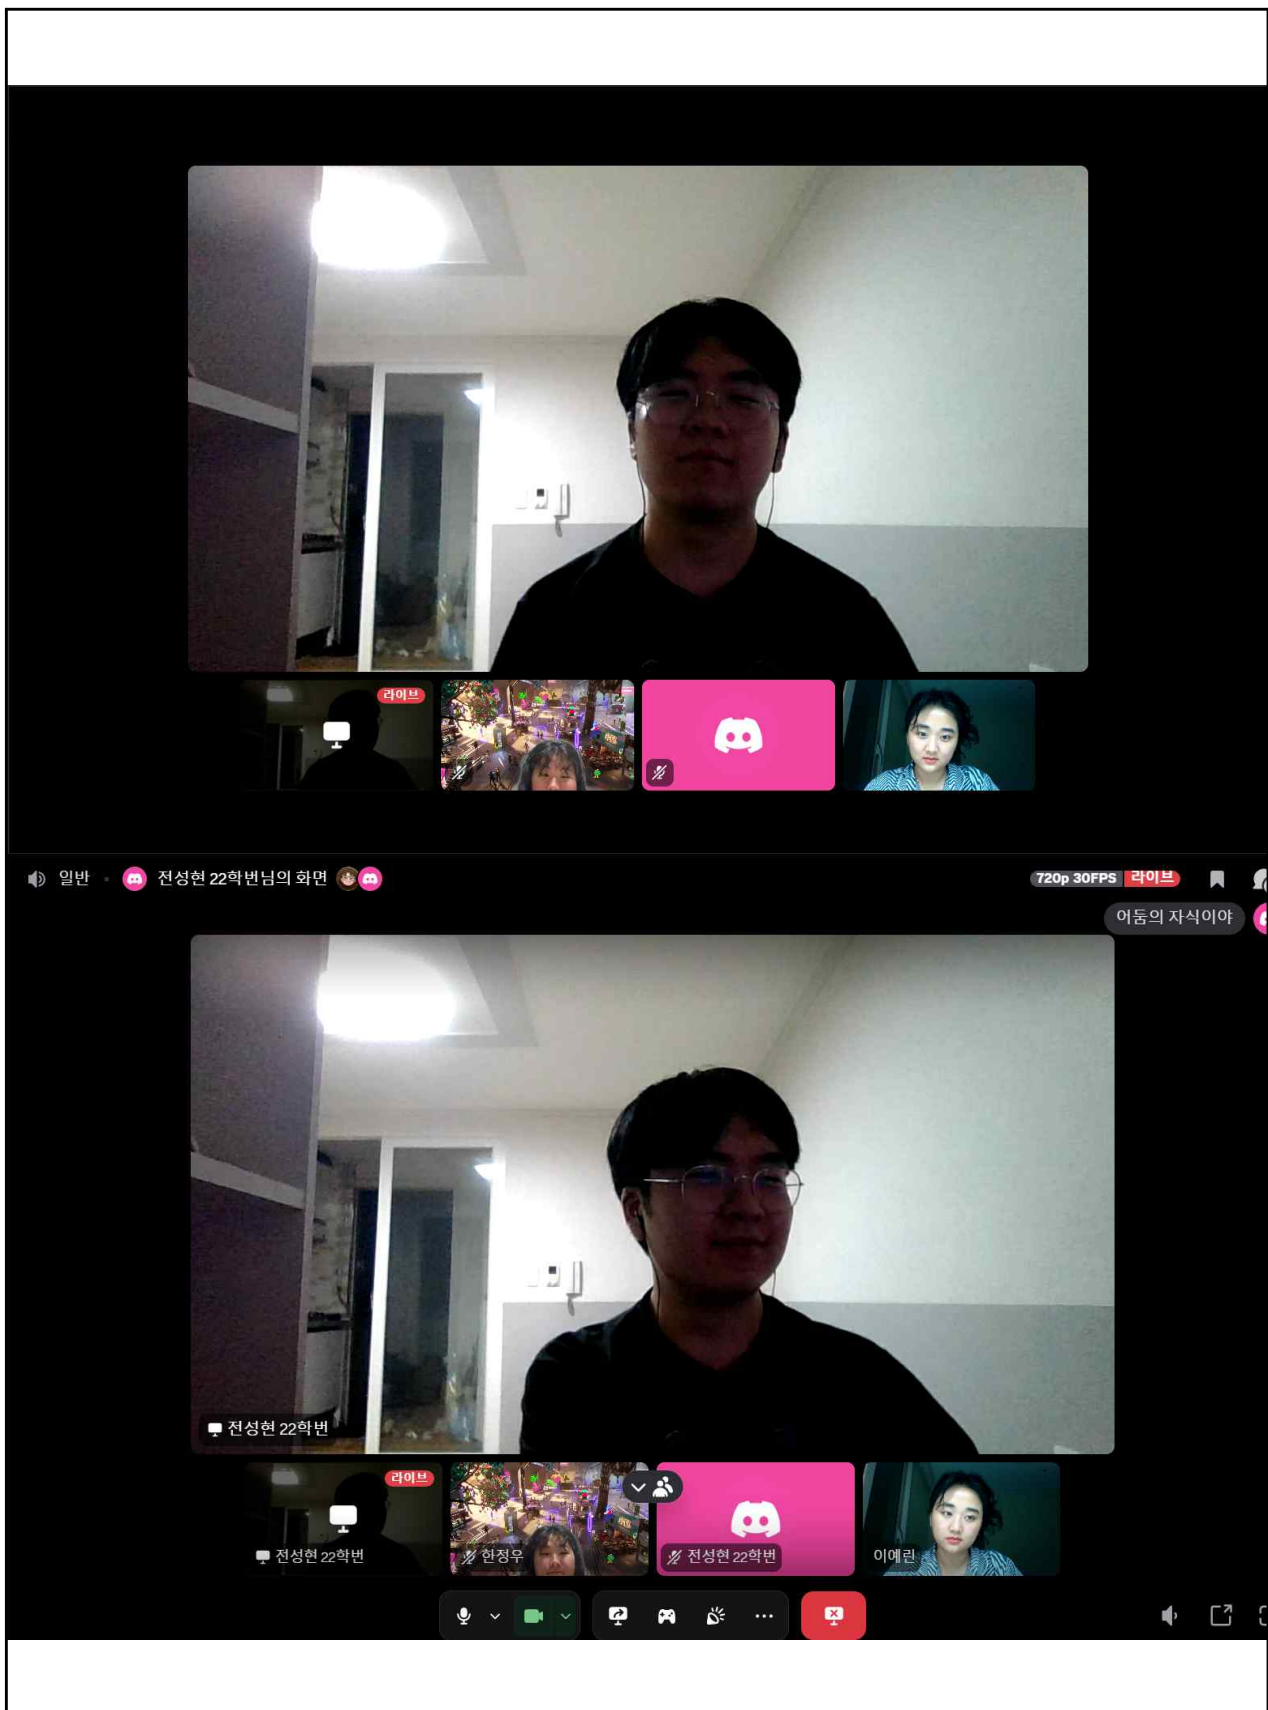 라이브
일반 • 전성현 22학번님의 화면
720p 30FPS 라이브
어둠의 자식이야
전성현 22학번
라이브
전성현 22학번
한정우
전성현 22학번
이예린